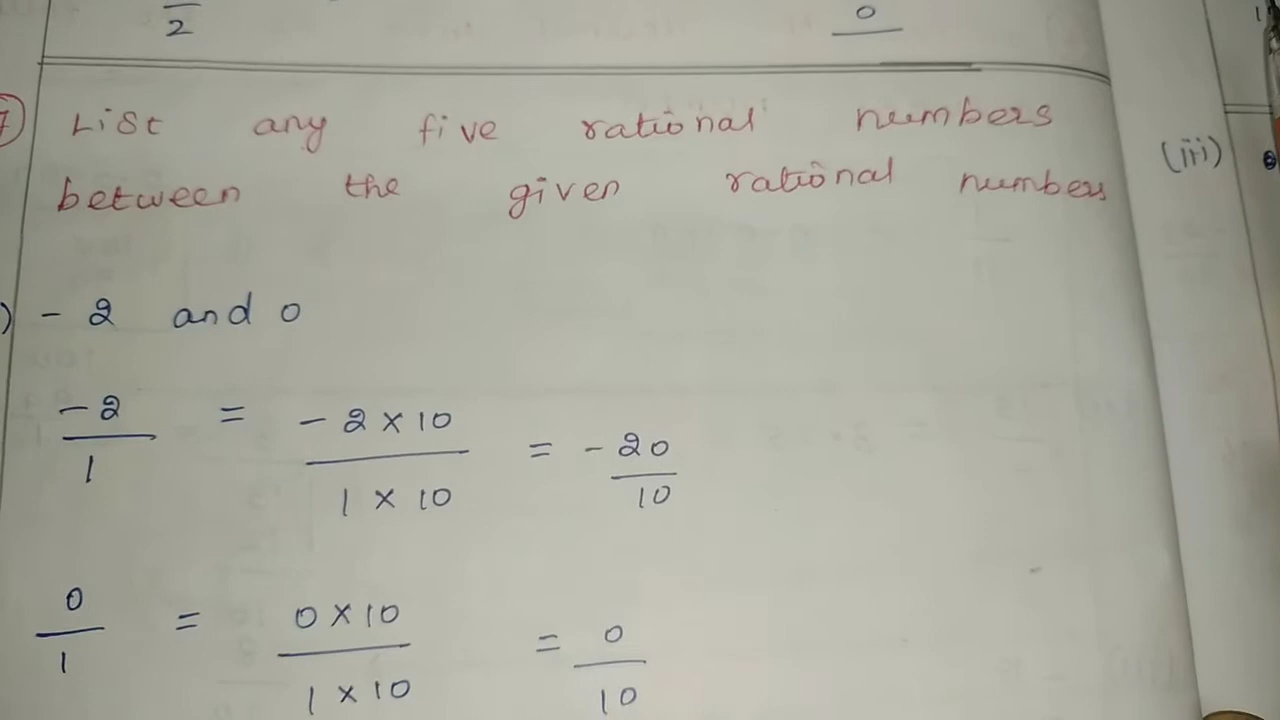 2
0
7
List any five rational numbers
between the given rational numbers
(iii)
) - 2 and 0
-2 / 1 = -2 × 10 / 1 × 10 = -20 / 10
0 / 1 = 0 × 10 / 1 × 10 = 0 / 10